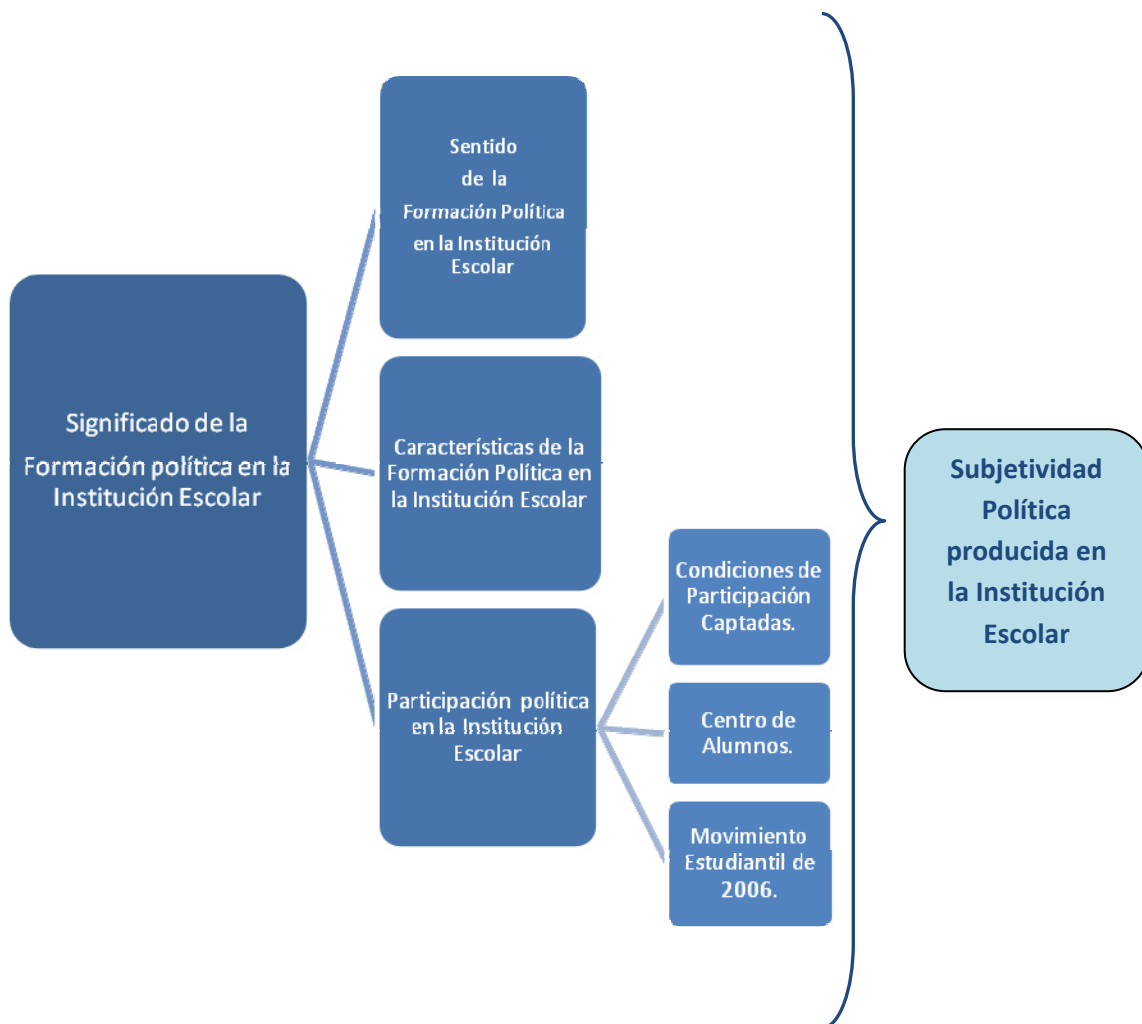 Significado de la
Formación política en la
Institución Escolar
Sentido
de la
Formación Política
en la Institución
Escolar
Características de la
Formación Política en
la Institución Escolar
Participación política
en la Institución
Escolar
Condiciones de
Participación
Captadas.
Centro de
Alumnos.
Movimiento
Estudiantil de
2006.
Subjetividad
Política
producida en
la Institución
Escolar